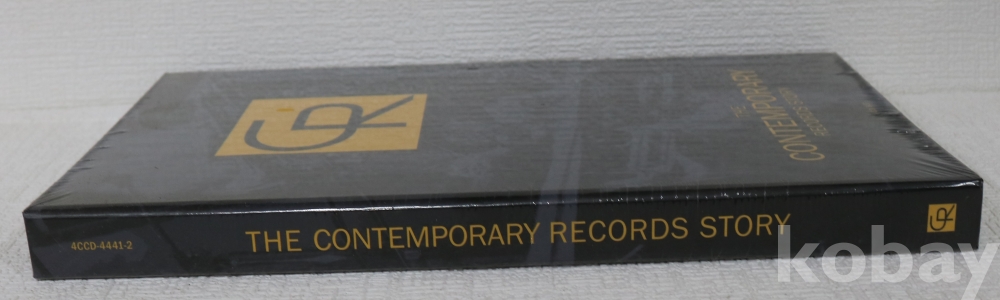 THE
CONTEMPORARY
RECORDS STORY
4CCD-4441-2
THE CONTEMPORARY RECORDS STORY
kobay